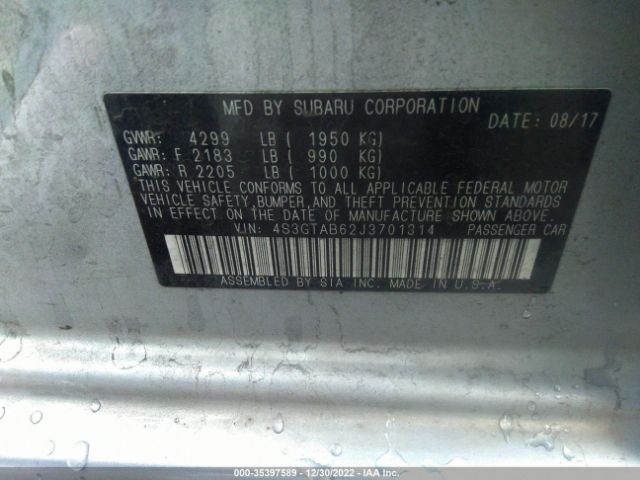 MFD BY SUBARU CORPORATION
DATE: 08/17
GVWR: 4299 LB ( 1950 KG)
GAWR: F 2183 LB ( 990 KG)
GAWR: R 2205 LB ( 1000 KG)
THIS VEHICLE CONFORMS TO ALL APPLICABLE FEDERAL MOTOR
VEHICLE SAFETY, BUMPER, AND THEFT PREVENTION STANDARDS
IN EFFECT ON THE DATE OF MANUFACTURE SHOWN ABOVE.
VIN: 4S3GTAB62J3701314 PASSENGER CAR
ASSEMBLED BY SIA INC. MADE IN U.S.A.
000-35397589 - 12/30/2022 - IAA Inc.